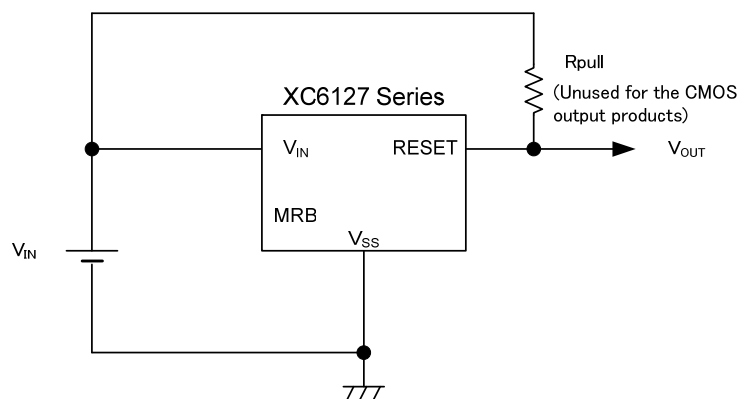 Rpull
(Unused for the CMOS
output products)
XC6127 Series
VIN
RESET
VOUT
MRB
VSS
VIN